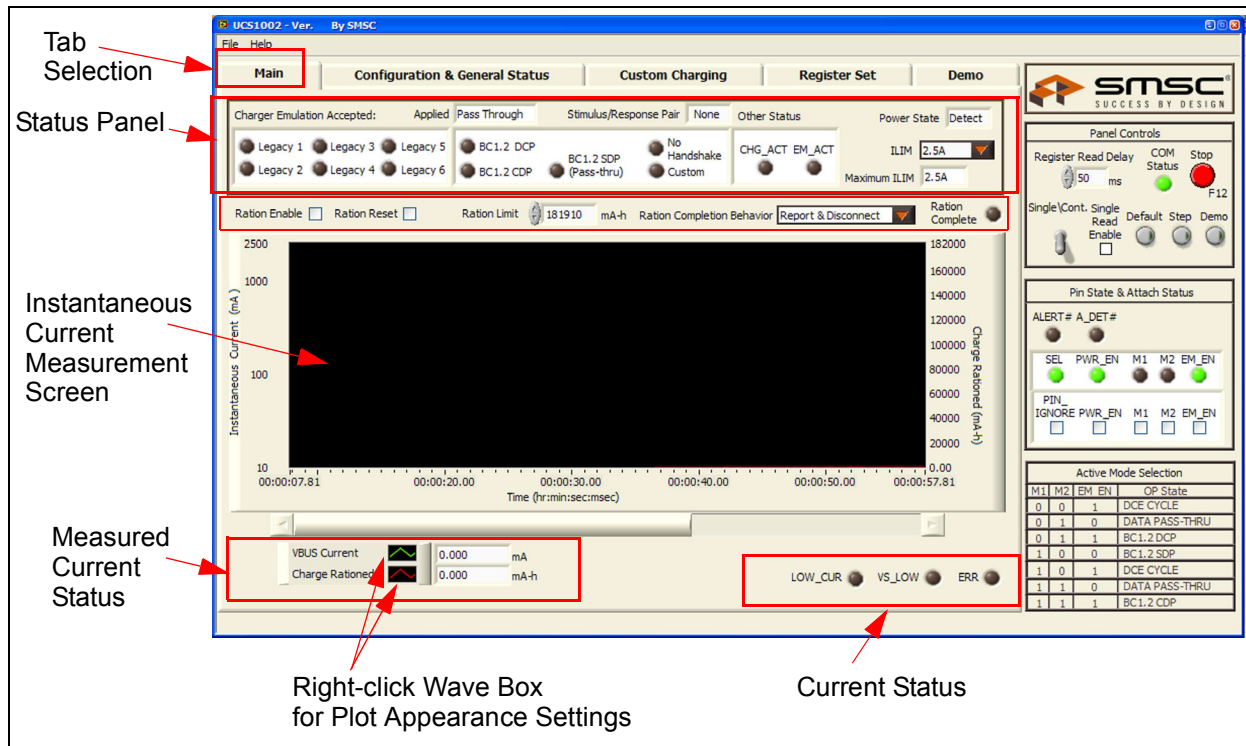 UCS1002 - Ver. By SMSC
File Help
Tab
Selection
Main
Configuration & General Status
Custom Charging
Register Set
Demo
SMSC®
SUCCESS BY DESIGN
Status Panel
Charger Emulation Accepted:
Applied Pass Through
Stimulus/Response Pair None
Other Status
Power State Detect
Legacy 1 Legacy 3 Legacy 5
Legacy 2 Legacy 4 Legacy 6
BC1.2 DCP
BC1.2 CDP
BC1.2 SDP
(Pass-thru)
No
Handshake
Custom
CHG_ACT EM_ACT
ILIM 2.5A
Maximum ILIM 2.5A
Ration Enable
Ration Reset
Ration Limit 181910 mA-h
Ration Completion Behavior Report & Disconnect
Ration
Complete
Panel Controls
Register Read Delay
50 ms
COM
Status
Stop
F12
Single\Cont.
Single
Read
Enable
Default Step Demo
Instantaneous
Current
Measurement
Screen
Instantaneous Current (mA)
2500
1000
100
10
182000
160000
140000
120000
100000
80000
60000
40000
20000
0.00
Charge Rationed (mA-h)
00:00:07.81
00:00:20.00
00:00:30.00
00:00:40.00
00:00:50.00
00:00:57.81
Time (hr:min:sec:msec)
Pin State & Attach Status
ALERT# A_DET#
SEL PWR_EN M1 M2 EM_EN
PIN_
IGNORE PWR_EN M1 M2 EM_EN
Active Mode Selection
M1 M2 EM EN OP State
0 0 1 DCE CYCLE
0 1 0 DATA PASS-THRU
0 1 1 BC1.2 DCP
1 0 0 BC1.2 SDP
1 0 1 DCE CYCLE
1 1 0 DATA PASS-THRU
1 1 1 BC1.2 CDP
Measured
Current
Status
VBUS Current 0.000 mA
Charge Rationed 0.000 mA-h
LOW_CUR VS_LOW ERR
Right-click Wave Box
for Plot Appearance Settings
Current Status